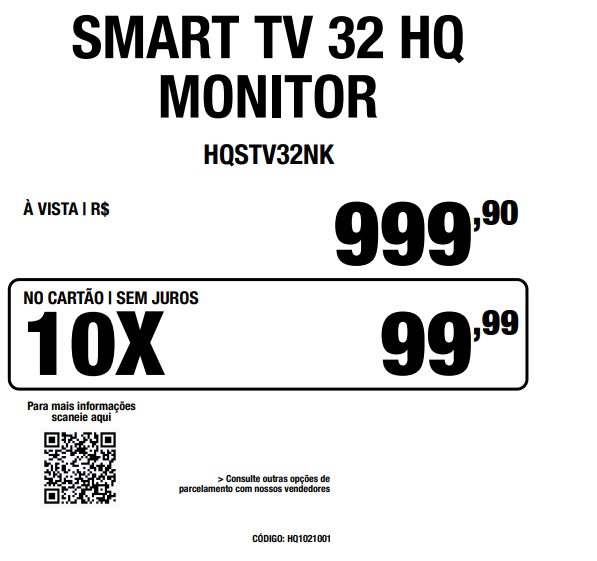 SMART TV 32 HQ
MONITOR
HQSTV32NK
À VISTA | R$
999,90
NO CARTÃO | SEM JUROS
10X 99,99
Para mais informações
scaneie aqui
> Consulte outras opções de
parcelamento com nossos vendedores
CÓDIGO: HQ1021001